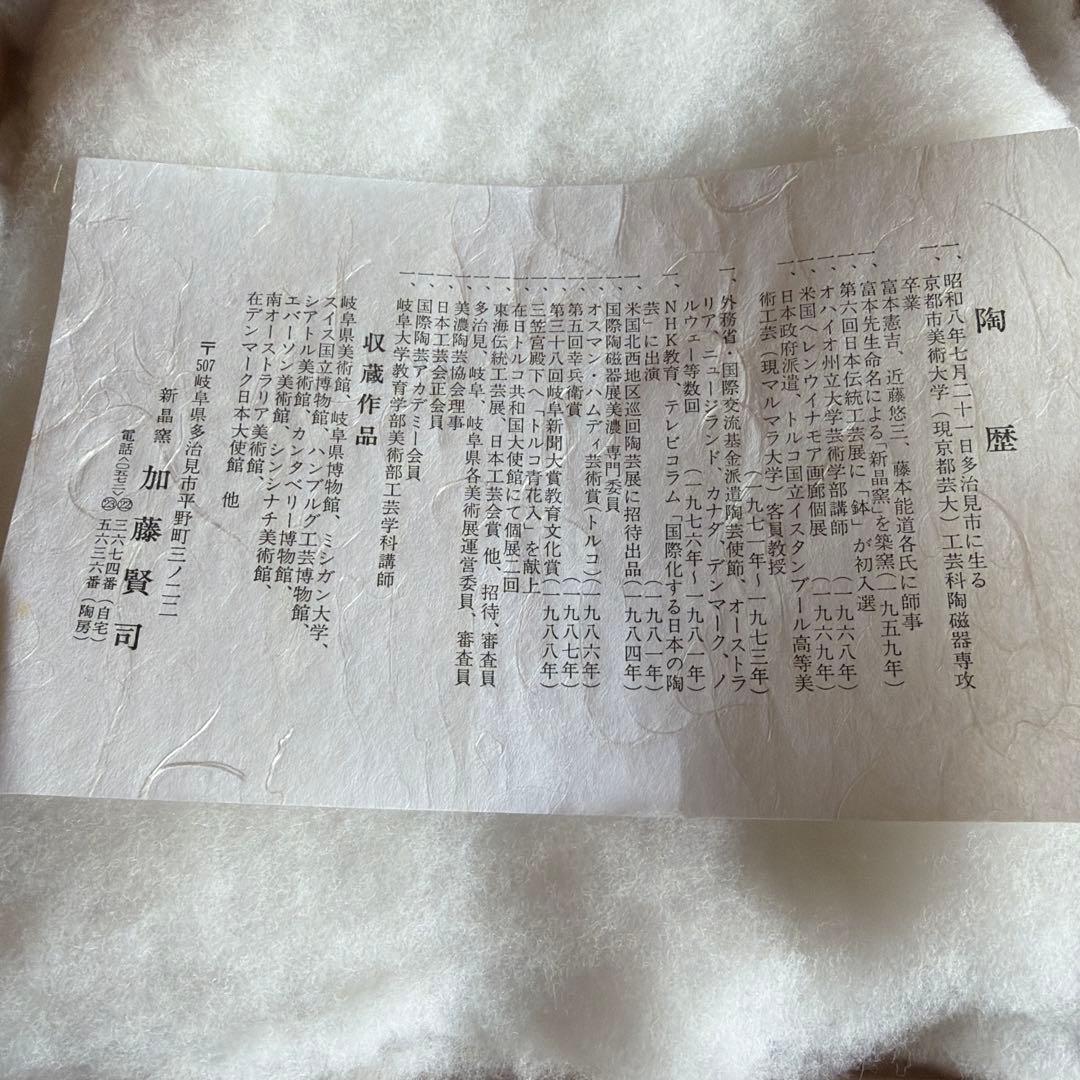 陶歴
一、昭和八年七月二十一日多治見市に生る
一、京都市美術大学（現京都芸大）工芸科陶磁器専攻
卒業
富本憲吉、近藤悠三、藤本能道各氏に師事
一、富本先生命名による「新晶窯」を築窯（一九五九年）
一、第六回日本伝統工芸展に「鉢」が初入選
一、オハイオ州立大学芸術学部講師（一九六八年）
一、米国ヘレンウイナモア画廊個展（一九六九年）
一、日本政府派遣、トルコ国立イスタンブール高等美
術工芸（現マルマラ大学）客員教授
（一九七一年～一九七三年）
一、外務省・国際交流基金派遣陶芸使節、オーストラ
リア、ニュージランド、カナダ、デンマーク、ノ
ルウェー等数回（一九七六年～一九八一年）
一、NHK教育、テレビコラム「国際化する日本の陶
芸」に出演（一九八一年）
一、米国北西地区巡回陶芸展に招待出品（一九八四年）
一、国際陶磁器展美濃・専門委員
一、オスマン・ハムディ芸術賞（トルコ）（一九八六年）
一、第五回幸兵衛賞（一九八七年）
一、第三十八回岐阜新聞大賞教育文化賞（一九八八年）
一、三笠宮殿下へ「トルコ青花入」を献上
一、在日トルコ共和国大使館にて個展二回
一、東海伝統工芸展、日本工芸会賞 他、招待、審査員
一、多治見、岐阜、岐阜県各美術展運営委員、審査員
一、美濃陶芸協会理事
一、日本工芸会正会員
一、国際陶芸アカデミー会員
一、岐阜大学教育学部美術部工芸学科講師
収蔵作品
岐阜県美術館、岐阜県博物館、ミシガン大学、
スイス国立博物館、ハンブルグ工芸博物館、
シアトル美術館、カンタベリー博物館、
エバーソン美術館、シンシナチ美術館、
南オーストラリア美術館、
在デンマーク日本大使館、他
〒507岐阜県多治見市平野町三ノ二二
新晶窯 加藤賢司
電話〈〇五七二〉㉒三六七四番（自宅）
㉓五六三六番（陶房）